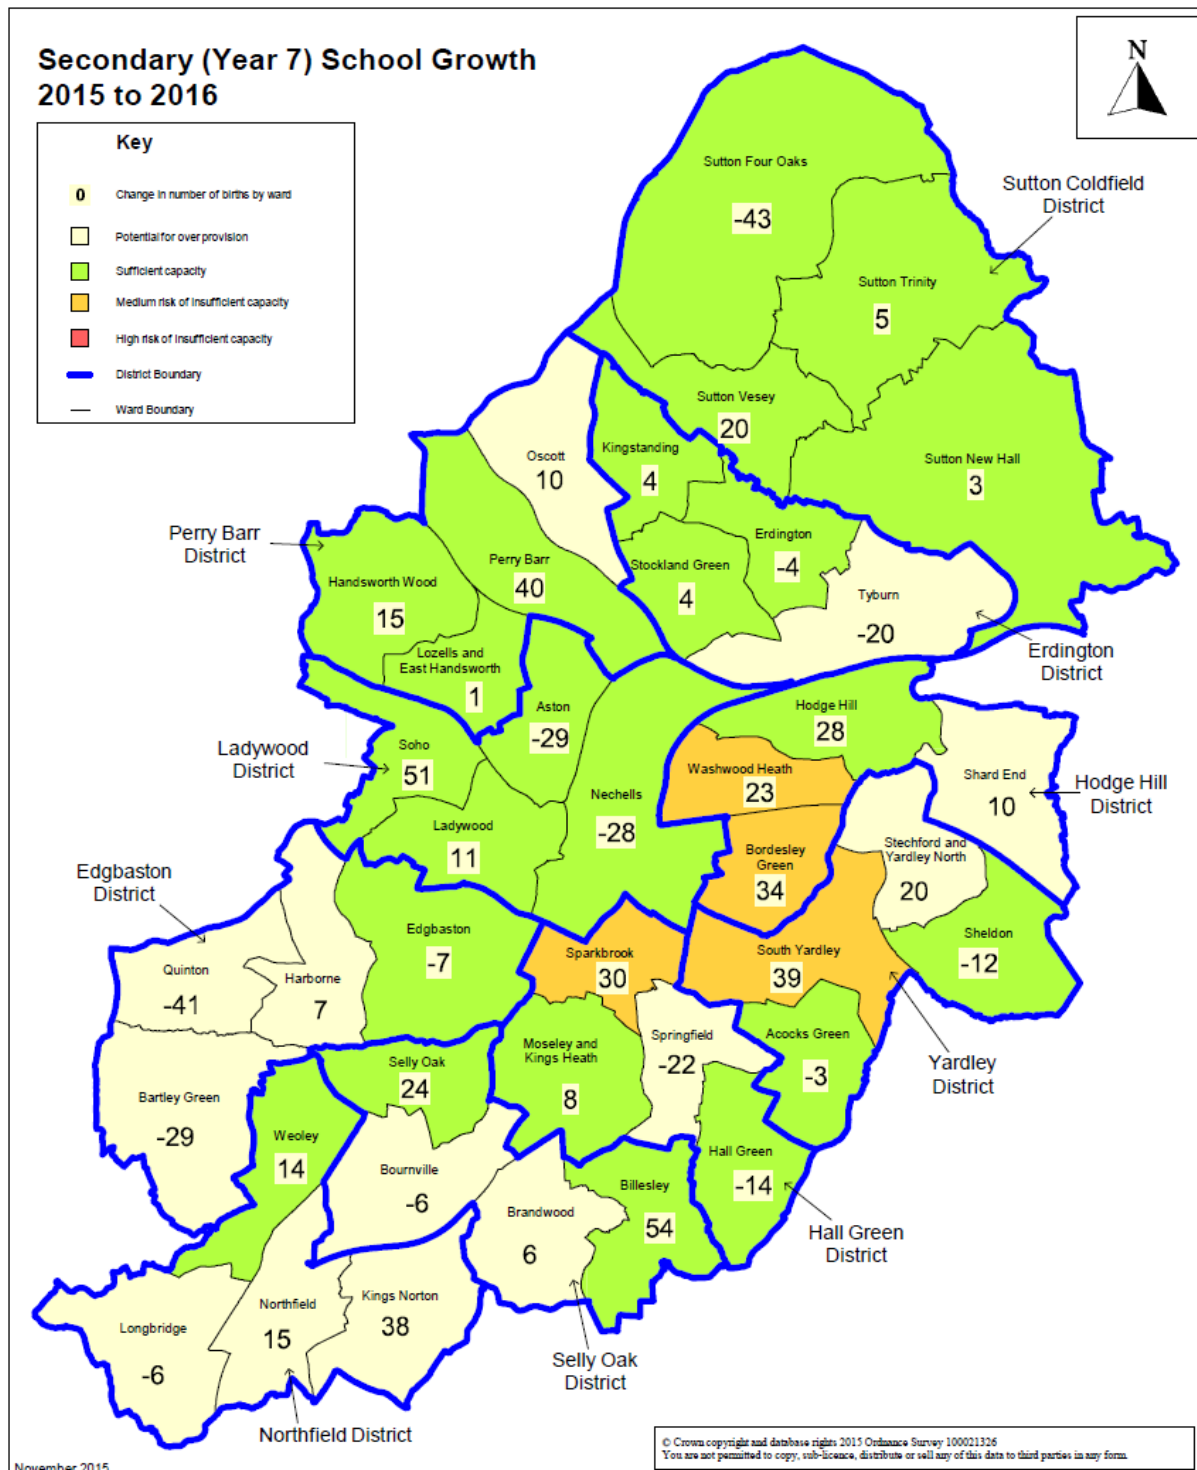 Secondary (Year 7) School Growth
2015 to 2016
N
Key
0 Change in number of births by ward
Potential for over provision
Sufficient capacity
Medium risk of insufficient capacity
High risk of insufficient capacity
District Boundary
Ward Boundary
Sutton Four Oaks
-43
Sutton Coldfield
District
Sutton Trinity
5
Sutton Vesey
20
Sutton New Hall
3
Oscott
10
Kingstanding
4
Erdington
-4
Stockland Green
4
Tyburn
-20
Erdington
District
Perry Barr
District
Perry Barr
40
Handsworth Wood
15
Lozells and
East Handsworth
1
Aston
-29
Hodge Hill
28
Ladywood
District
Soho
51
Washwood Heath
23
Shard End
10
Hodge Hill
District
Nechells
-28
Ladywood
11
Bordesley
Green
34
Stechford and
Yardley North
20
Edgbaston
District
Edgbaston
-7
Sheldon
-12
Quinton
-41
Harborne
7
Sparkbrook
30
South Yardley
39
Springfield
-22
Acocks Green
-3
Yardley
District
Moseley and
Kings Heath
8
Selly Oak
24
Bartley Green
-29
Weoley
14
Bournville
-6
Hall Green
-14
Billesley
54
Brandwood
6
Hall Green
District
Kings Norton
38
Northfield
15
Longbridge
-6
Selly Oak
District
Northfield District
© Crown copyright and database rights 2015 Ordnance Survey 100021326
You are not permitted to copy, sub-licence, distribute or sell any of this data to third parties in any form.
November 2015